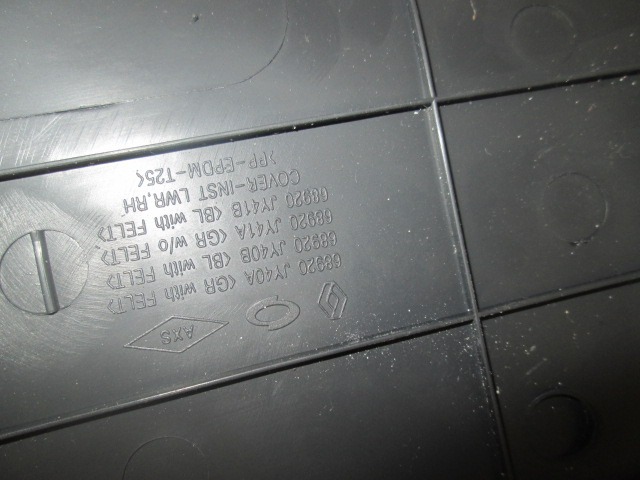 AXS
68920 JY40A <GR with FELT>
68920 JY40B <BL with FELT>
68920 JY41A <GR w/o FELT>
68920 JY41B <BL with FELT>
COVER-INST LWR,RH
>PP-EPDM-T25<